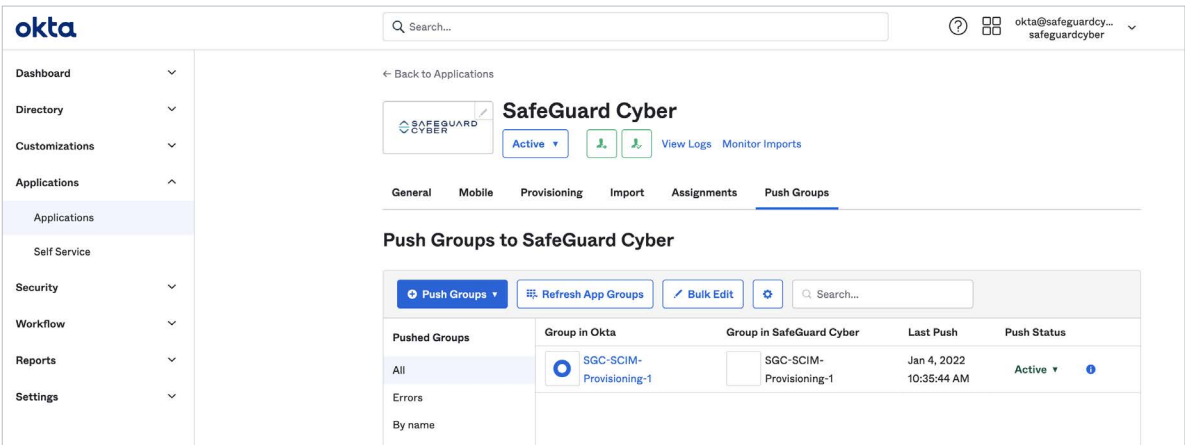 okta
Search...
okta@safeguardcy...
safeguardcyber
Dashboard
Directory
Customizations
Applications
Applications
Self Service
Security
Workflow
Reports
Settings
← Back to Applications
SAFEGUARD
CYBER
SafeGuard Cyber
Active
View Logs
Monitor Imports
General
Mobile
Provisioning
Import
Assignments
Push Groups
Push Groups to SafeGuard Cyber
Push Groups
Refresh App Groups
Bulk Edit
Search...
Pushed Groups
All
Errors
By name
Group in Okta
Group in SafeGuard Cyber
Last Push
Push Status
SGC-SCIM-
Provisioning-1
SGC-SCIM-
Provisioning-1
Jan 4, 2022
10:35:44 AM
Active